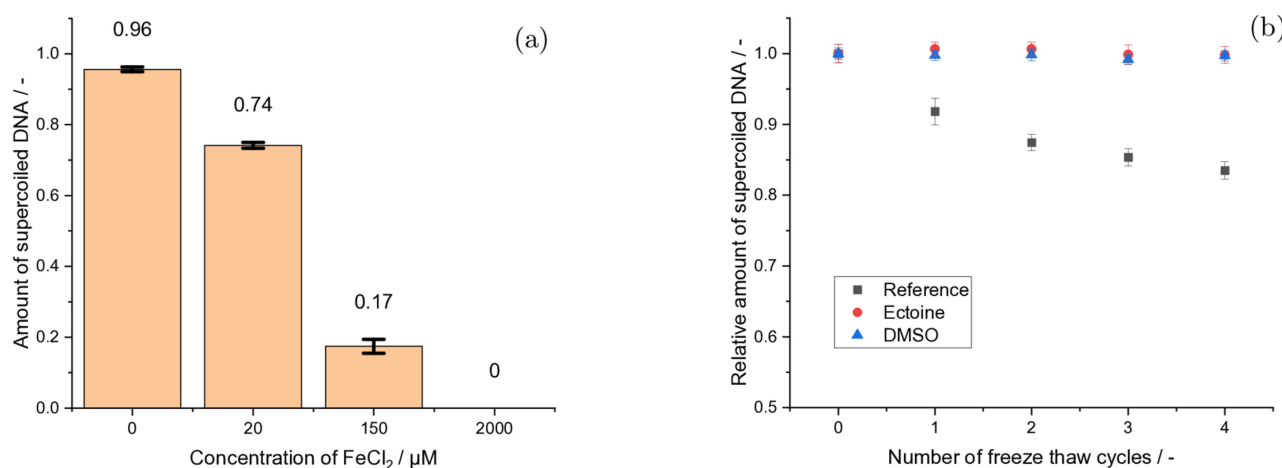 (a)
0.96
0.74
0.17
0
1.0
0.8
0.6
0.4
0.2
0.0
Amount of supercoiled DNA / -
0 20 150 2000
Concentration of FeCl₂ / µM
(b)
1.0
0.9
0.8
0.7
0.6
0.5
Relative amount of supercoiled DNA / -
Reference
Ectoine
DMSO
0 1 2 3 4
Number of freeze thaw cycles / -